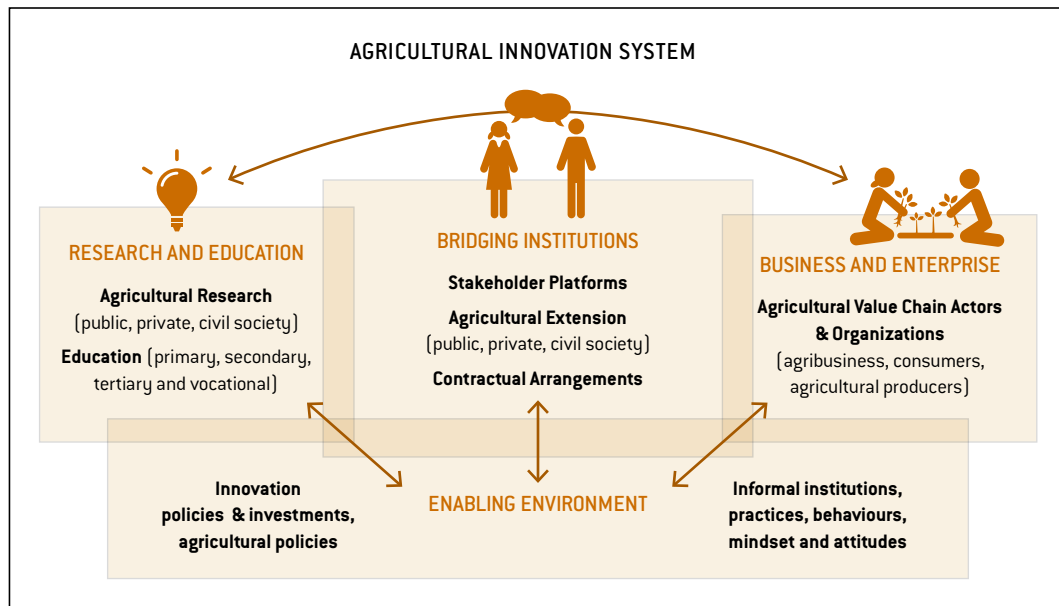 AGRICULTURAL INNOVATION SYSTEM
RESEARCH AND EDUCATION
Agricultural Research
(public, private, civil society)
Education (primary, secondary,
tertiary and vocational)
BRIDGING INSTITUTIONS
Stakeholder Platforms
Agricultural Extension
(public, private, civil society)
Contractual Arrangements
BUSINESS AND ENTERPRISE
Agricultural Value Chain Actors
& Organizations
(agribusiness, consumers,
agricultural producers)
Innovation
policies & investments,
agricultural policies
ENABLING ENVIRONMENT
Informal institutions,
practices, behaviours,
mindset and attitudes